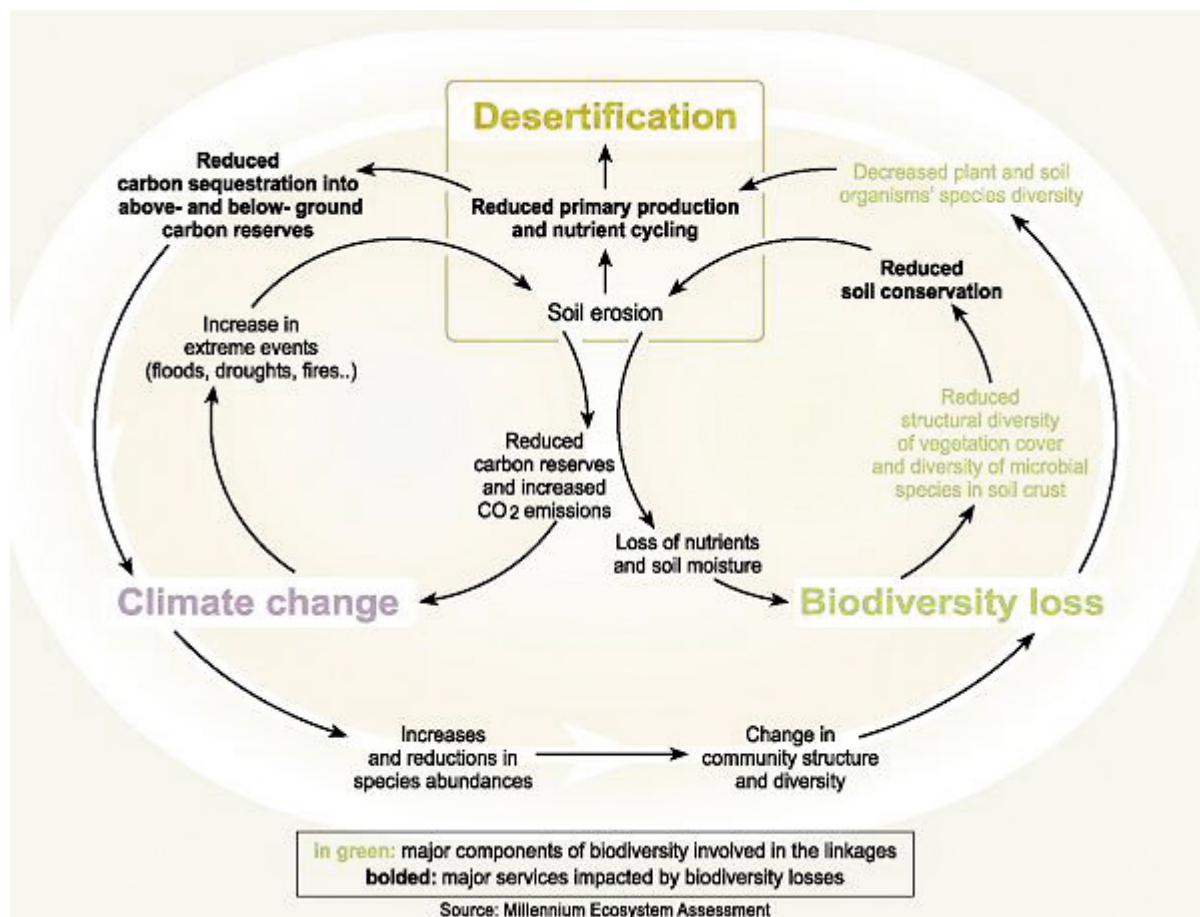 Desertification
Reduced
carbon sequestration into
above- and below- ground
carbon reserves
Reduced primary production
and nutrient cycling
Decreased plant and soil
organisms' species diversity
Reduced
soil conservation
Soil erosion
Increase in
extreme events
(floods, droughts, fires..)
Reduced
structural diversity
of vegetation cover
and diversity of microbial
species in soil crust
Reduced
carbon reserves
and increased
CO2 emissions
Loss of nutrients
and soil moisture
Climate change
Biodiversity loss
Increases
and reductions in
species abundances
Change in
community structure
and diversity
in green: major components of biodiversity involved in the linkages
bolded: major services impacted by biodiversity losses
Source: Millennium Ecosystem Assessment